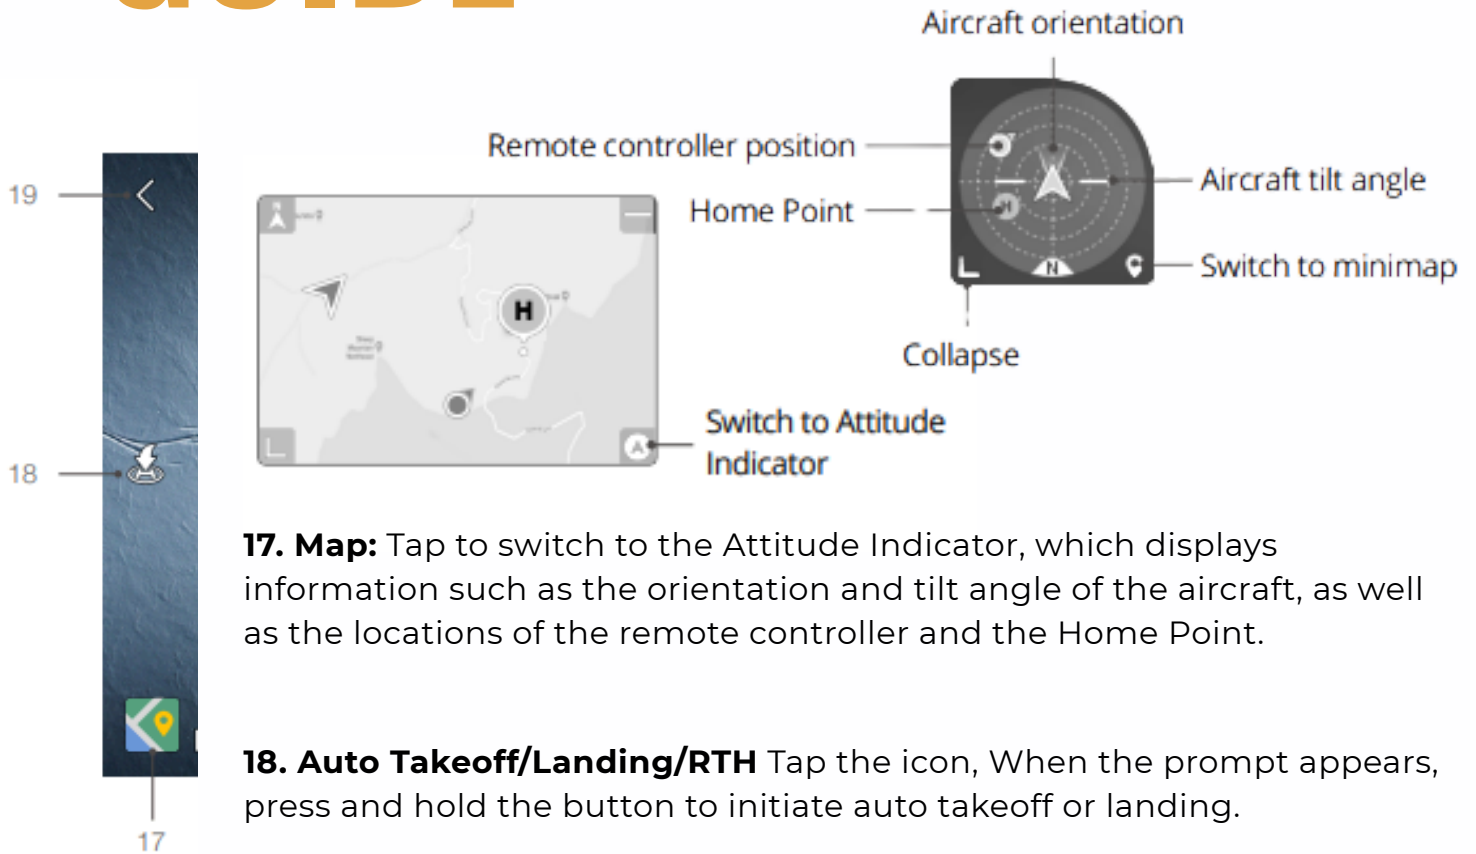 GUIDE
Aircraft orientation
Remote controller position
19
Aircraft tilt angle
Home Point
H
H
N
Switch to minimap
Collapse
Switch to Attitude
Indicator
A
18
17. Map: Tap to switch to the Attitude Indicator, which displays
information such as the orientation and tilt angle of the aircraft, as well
as the locations of the remote controller and the Home Point.
18. Auto Takeoff/Landing/RTH Tap the icon, When the prompt appears,
press and hold the button to initiate auto takeoff or landing.
17